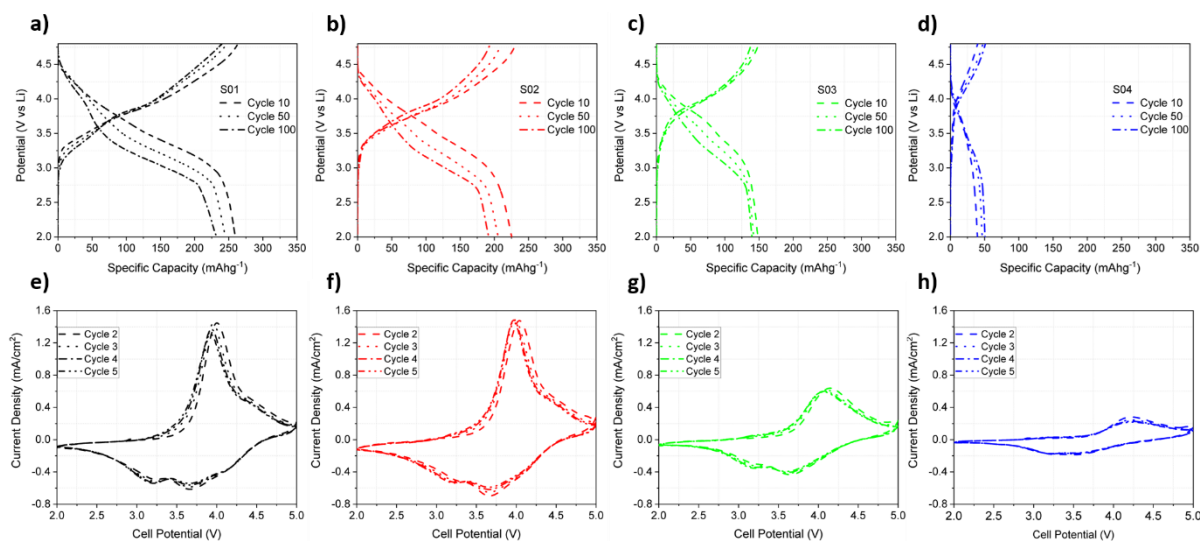 a)
4.5
4.0
3.5
3.0
2.5
2.0
Potential (V vs Li)
S01
Cycle 10
Cycle 50
Cycle 100
0 50 100 150 200 250 300 350
Specific Capacity (mAhg⁻¹)
b)
4.5
4.0
3.5
3.0
2.5
2.0
Potential (V vs Li)
S02
Cycle 10
Cycle 50
Cycle 100
0 50 100 150 200 250 300 350
Specific Capacity (mAhg⁻¹)
c)
4.5
4.0
3.5
3.0
2.5
2.0
Potential (V vs Li)
S03
Cycle 10
Cycle 50
Cycle 100
0 50 100 150 200 250 300 350
Specific Capacity (mAhg⁻¹)
d)
4.5
4.0
3.5
3.0
2.5
2.0
Potential (V vs Li)
S04
Cycle 10
Cycle 50
Cycle 100
0 50 100 150 200 250 300 350
Specific Capacity (mAhg⁻¹)
e)
1.6
1.2
0.8
0.4
0.0
-0.4
-0.8
Current Density (mA/cm²)
Cycle 2
Cycle 3
Cycle 4
Cycle 5
2.0 2.5 3.0 3.5 4.0 4.5 5.0
Cell Potential (V)
f)
1.6
1.2
0.8
0.4
0.0
-0.4
-0.8
Current Density (mA/cm²)
Cycle 2
Cycle 3
Cycle 4
Cycle 5
2.0 2.5 3.0 3.5 4.0 4.5 5.0
Cell Potential (V)
g)
1.6
1.2
0.8
0.4
0.0
-0.4
-0.8
Current Density (mA/cm²)
Cycle 2
Cycle 3
Cycle 4
Cycle 5
2.0 2.5 3.0 3.5 4.0 4.5 5.0
Cell Potential (V)
h)
1.6
1.2
0.8
0.4
0.0
-0.4
-0.8
Current Density (mA/cm²)
Cycle 2
Cycle 3
Cycle 4
Cycle 5
2.0 2.5 3.0 3.5 4.0 4.5 5.0
Cell Potential (V)